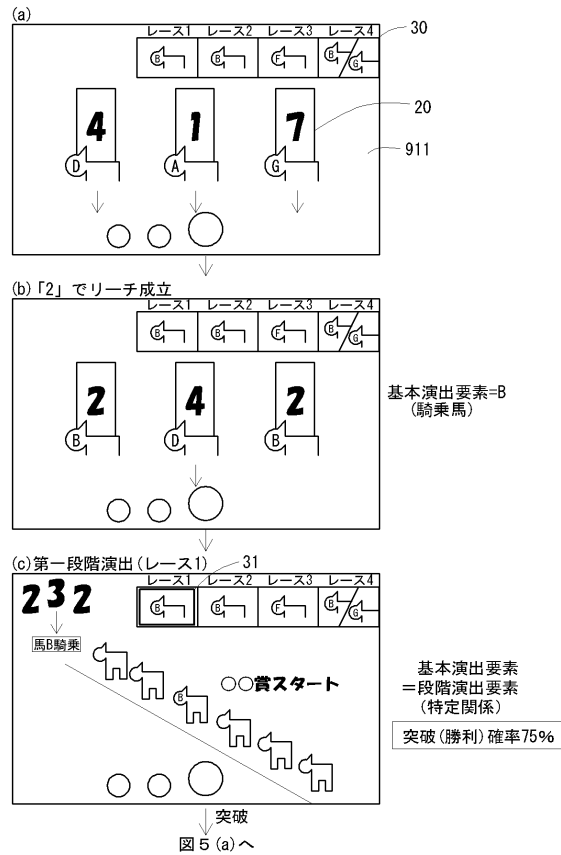 (a)
レース1 レース2 レース3 レース4
30
B B F B G
4 1 7
20
D A G
911
(b)「2」でリーチ成立
レース1 レース2 レース3 レース4
B B F B G
2 4 2
B D B
基本演出要素=B
(騎乗馬)
(c)第一段階演出(レース1)
31
レース1 レース2 レース3 レース4
2 3 2
B B F B G
馬B騎乗
○○賞スタート
B
基本演出要素
=段階演出要素
(特定関係)
突破(勝利)確率75%
突破
図5(a)へ